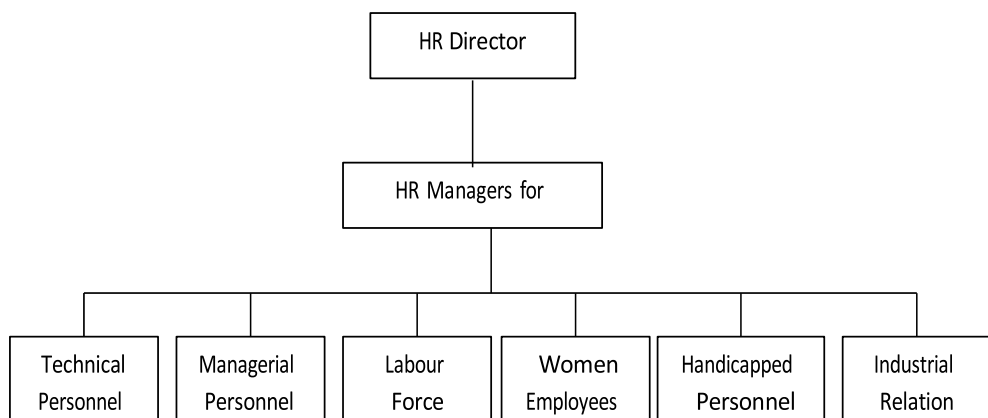 HR Director
HR Managers for
Technical
Personnel
Managerial
Personnel
Labour
Force
Women
Employees
Handicapped
Personnel
Industrial
Relation